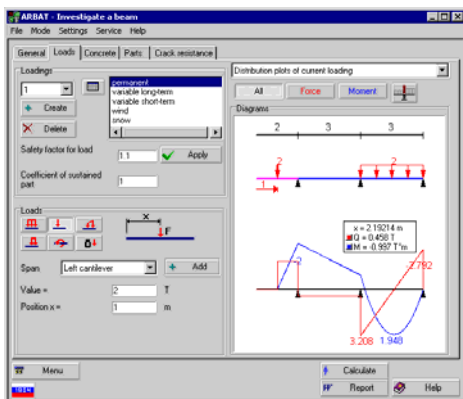 ARBAT - Investigate a beam
File Mode Settings Service Help
General Loads Concrete Parts Crack resistance
Loadings
1
Create
Delete
permanent
variable long-term
variable short-term
wind
snow
Safety factor for load 1.1 Apply
Coefficient of sustained part 1
Loads
x
F
Span Left cantilever Add
Value = 2 T
Position x = 1 m
Distribution plots of current loading
All Force Moment
Diagrams
2 3 3
2 2
1
x = 2.19214 m
Q = 0.458 T
M = -0.997 T*m
-2
2.792
3.208 1.948
Menu
Calculate
Report
Help